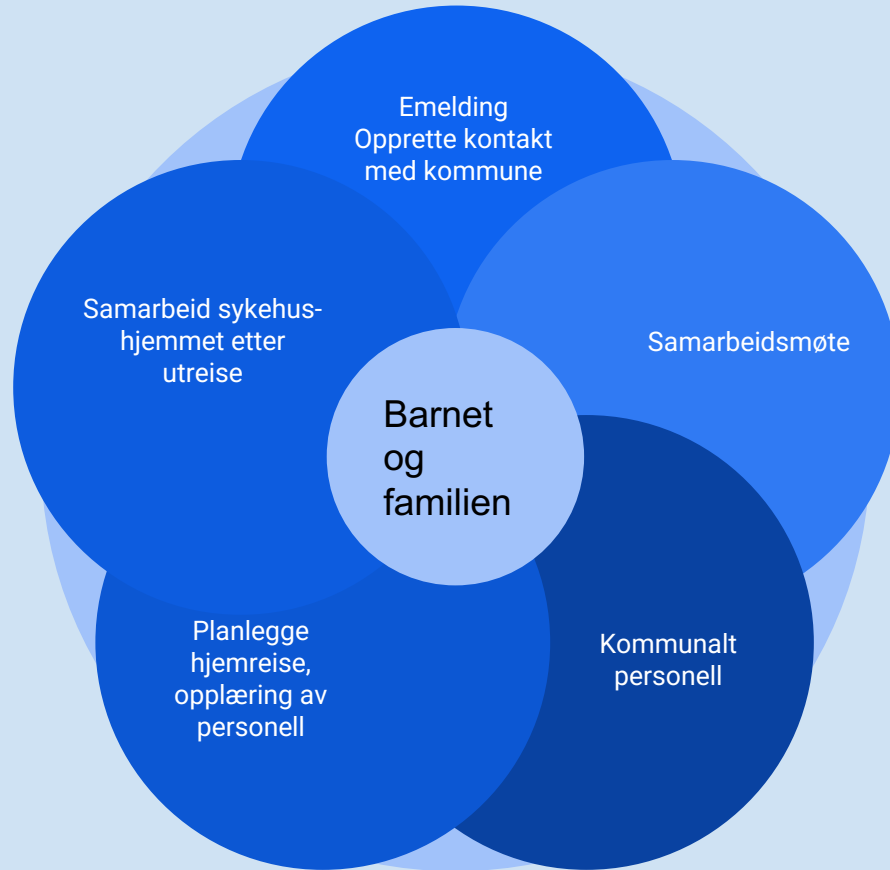 Emelding
Opprette kontakt
med kommune
Samarbeidsmøte
Kommunalt
personell
Planlegge
hjemreise,
opplæring av
personell
Samarbeid sykehus-
hjemmet etter
utreise
Barnet
og
familien